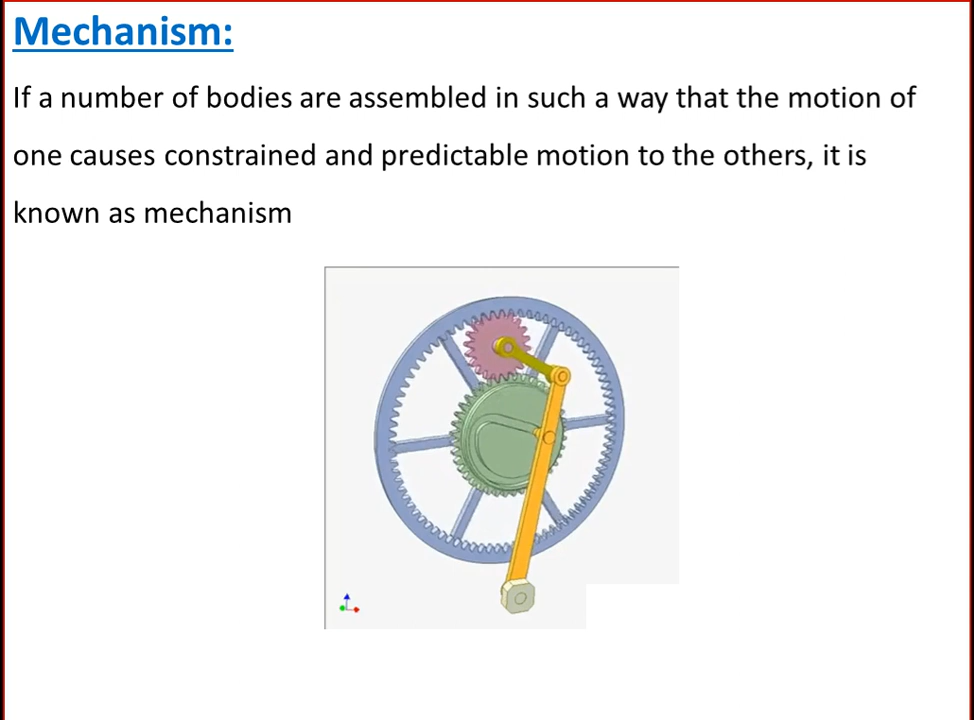 Mechanism:
If a number of bodies are assembled in such a way that the motion of
one causes constrained and predictable motion to the others, it is
known as mechanism